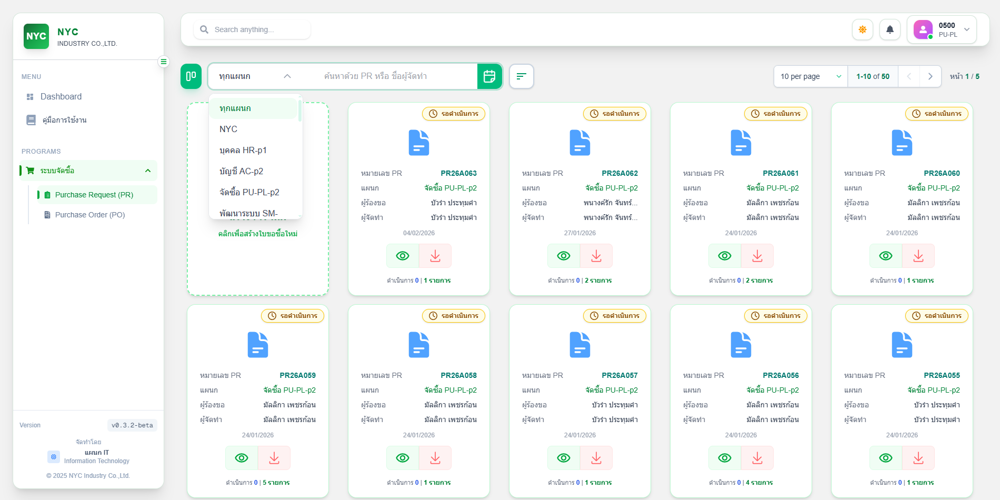 NYC
NYC
INDUSTRY CO.,LTD.
MENU
Dashboard
คู่มือการใช้งาน
PROGRAMS
ระบบจัดซื้อ
Purchase Request (PR)
Purchase Order (PO)
Version
v0.3.2-beta
จัดทำโดย
แผนก IT
Information Technology
© 2025 NYC Industry Co.,Ltd.
Search anything...
0500
PU-PL
ทุกแผนก
ค้นหาด้วย PR หรือ ชื่อผู้จัดทำ
10 per page
1-10 of 50
หน้า 1 / 5
ทุกแผนก
NYC
บุคคล HR-p1
บัญชี AC-p2
จัดซื้อ PU-PL-p2
พัฒนาระบบ SM-
คลิกเพื่อสร้างใบขอซื้อใหม่
รอดำเนินการ
หมายเลข PR PR26A063
แผนก จัดซื้อ PU-PL-p2
ผู้ร้องขอ บัวรำ ประทุมคำ
ผู้จัดทำ บัวรำ ประทุมคำ
04/02/2026
ดำเนินการ 0 | 1 รายการ
รอดำเนินการ
หมายเลข PR PR26A062
แผนก จัดซื้อ PU-PL-p2
ผู้ร้องขอ พนางค์รัก จันทร์...
ผู้จัดทำ พนางค์รัก จันทร์...
27/01/2026
ดำเนินการ 0 | 2 รายการ
รอดำเนินการ
หมายเลข PR PR26A061
แผนก จัดซื้อ PU-PL-p2
ผู้ร้องขอ มัลลิกา เพชรก้อน
ผู้จัดทำ มัลลิกา เพชรก้อน
24/01/2026
ดำเนินการ 0 | 2 รายการ
รอดำเนินการ
หมายเลข PR PR26A060
แผนก จัดซื้อ PU-PL-p2
ผู้ร้องขอ มัลลิกา เพชรก้อน
ผู้จัดทำ มัลลิกา เพชรก้อน
24/01/2026
ดำเนินการ 0 | 1 รายการ
รอดำเนินการ
หมายเลข PR PR26A059
แผนก จัดซื้อ PU-PL-p2
ผู้ร้องขอ มัลลิกา เพชรก้อน
ผู้จัดทำ มัลลิกา เพชรก้อน
24/01/2026
ดำเนินการ 0 | 5 รายการ
รอดำเนินการ
หมายเลข PR PR26A058
แผนก จัดซื้อ PU-PL-p2
ผู้ร้องขอ มัลลิกา เพชรก้อน
ผู้จัดทำ มัลลิกา เพชรก้อน
24/01/2026
ดำเนินการ 0 | 1 รายการ
รอดำเนินการ
หมายเลข PR PR26A057
แผนก จัดซื้อ PU-PL-p2
ผู้ร้องขอ บัวรำ ประทุมคำ
ผู้จัดทำ บัวรำ ประทุมคำ
24/01/2026
ดำเนินการ 0 | 1 รายการ
รอดำเนินการ
หมายเลข PR PR26A056
แผนก จัดซื้อ PU-PL-p2
ผู้ร้องขอ มัลลิกา เพชรก้อน
ผู้จัดทำ มัลลิกา เพชรก้อน
24/01/2026
ดำเนินการ 0 | 4 รายการ
รอดำเนินการ
หมายเลข PR PR26A055
แผนก จัดซื้อ PU-PL-p2
ผู้ร้องขอ บัวรำ ประทุมคำ
ผู้จัดทำ บัวรำ ประทุมคำ
24/01/2026
ดำเนินการ 0 | 1 รายการ